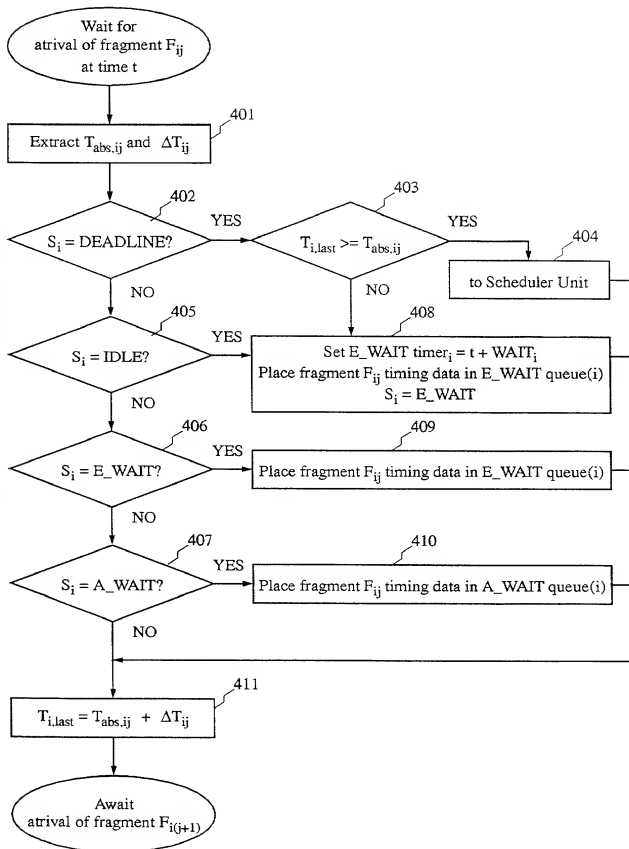 Wait for
atrival of fragment F_ij
at time t
401
Extract T_abs,ij and ΔT_ij
402
S_i = DEADLINE?
YES
NO
403
T_i,last >= T_abs,ij
YES
NO
404
to Scheduler Unit
405
S_i = IDLE?
YES
NO
408
Set E_WAIT timer_i = t + WAIT_i
Place fragment F_ij timing data in E_WAIT queue(i)
S_i = E_WAIT
406
S_i = E_WAIT?
YES
NO
409
Place fragment F_ij timing data in E_WAIT queue(i)
407
S_i = A_WAIT?
YES
NO
410
Place fragment F_ij timing data in A_WAIT queue(i)
411
T_i,last = T_abs,ij + ΔT_ij
Await
atrival of fragment F_i(j+1)